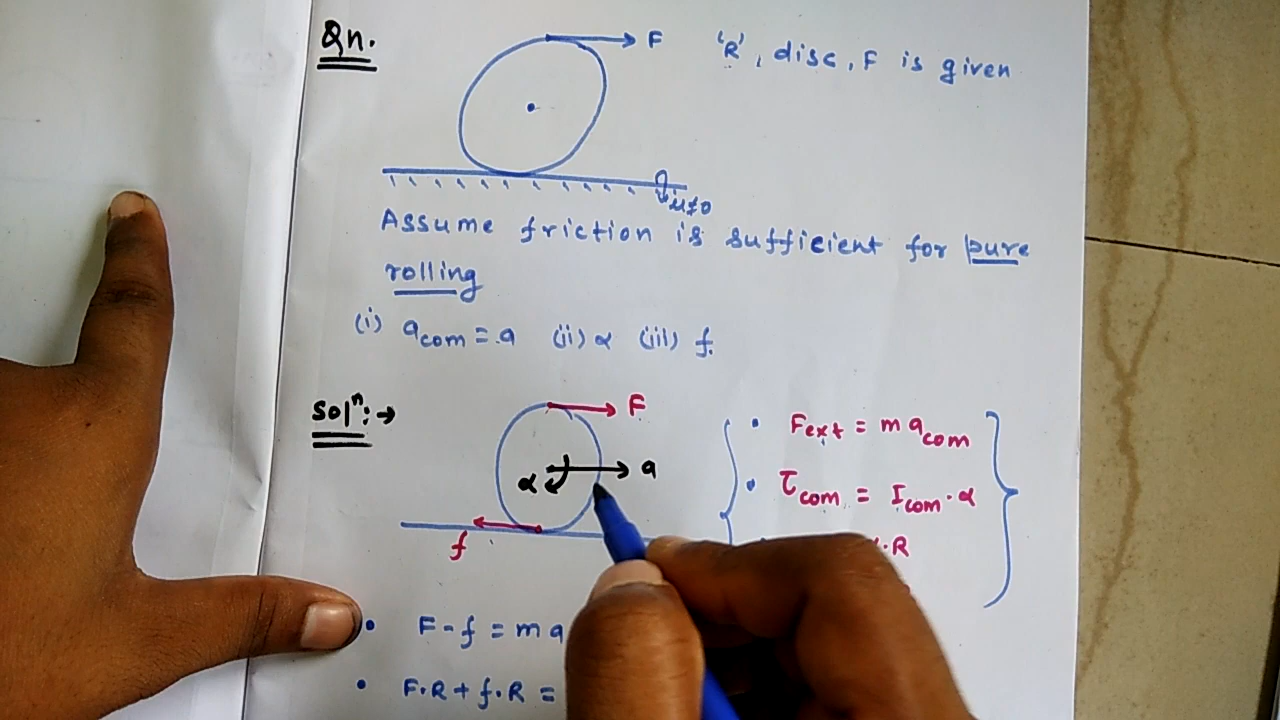 Qn.
F 'R', disc, F is given
μ≠0
Assume friction is sufficient for pure
rolling
(i) acom = a (ii) α (iii) f.
Solⁿ:→
F
a
α
f
• Fext = m acom
• τcom = Icom . α
.R
• F - f = m a
• F.R + f.R =